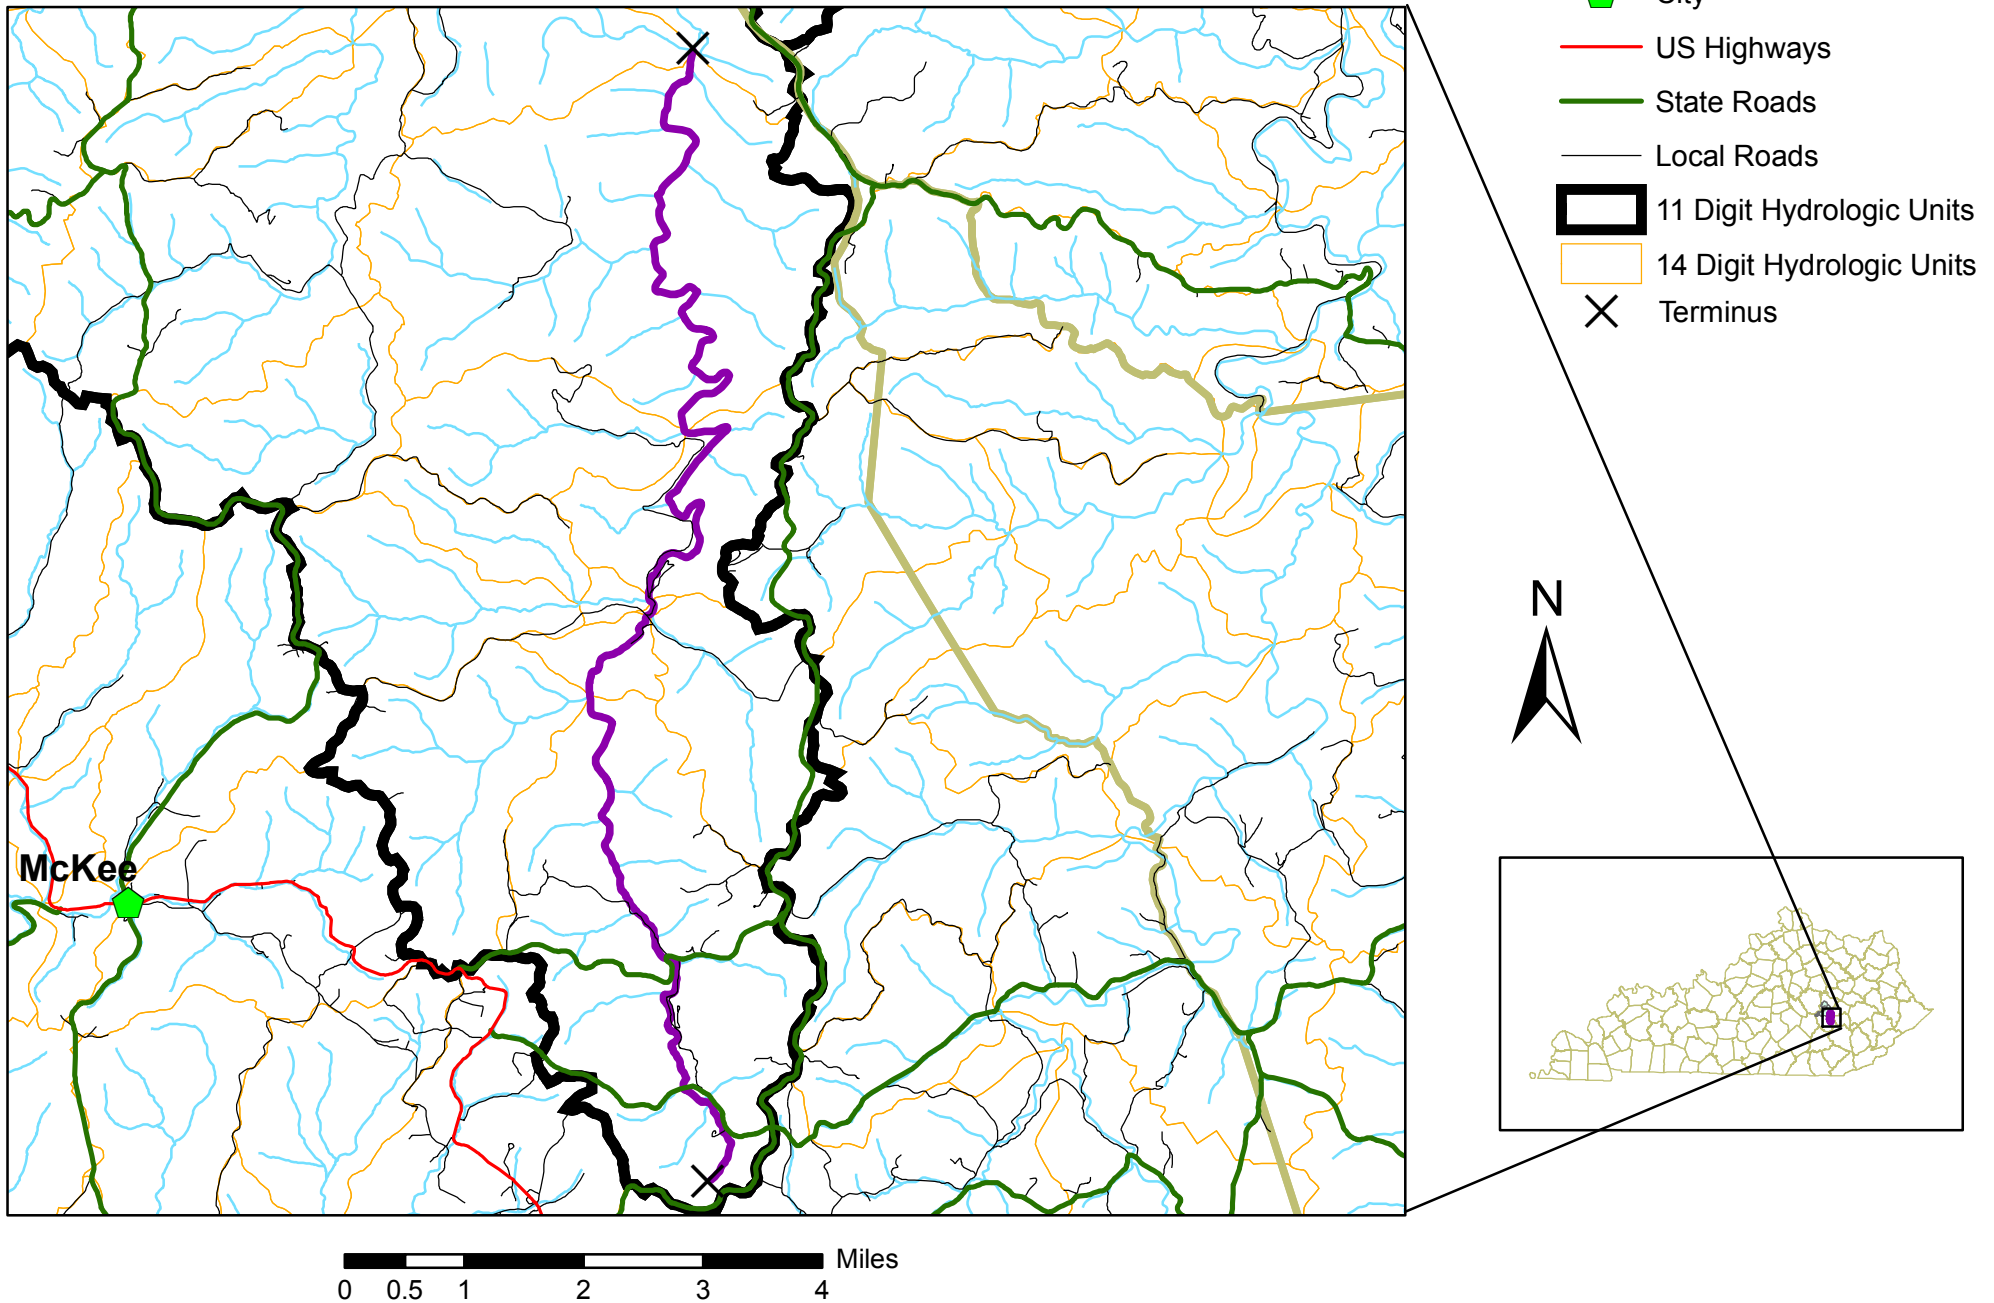 City
US Highways
State Roads
Local Roads
11 Digit Hydrologic Units
14 Digit Hydrologic Units
Terminus
N
McKee
Miles
0 0.5 1 2 3 4